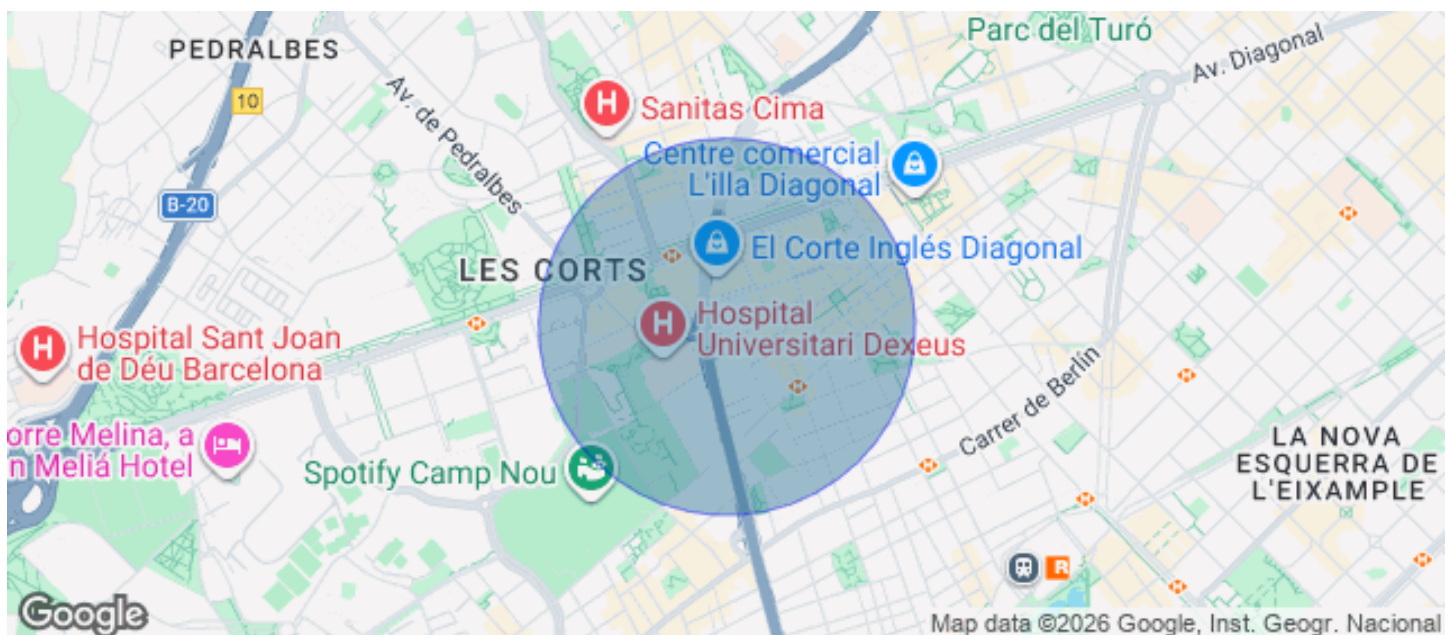 PEDRALBES
Parc del Turó
Av. Diagonal
10
Av. de Pedralbes
Sanitas Cima
Centre comercial
L'illa Diagonal
B-20
El Corte Inglés Diagonal
LES CORTS
Hospital
Universitari Dexeus
Hospital Sant Joan
de Déu Barcelona
Carrer de Berlín
orre Melina, a
n Meliá Hotel
Spotify Camp Nou
LA NOVA
ESQUERRA DE
L'EIXAMPLE
R
Google
Map data ©2026 Google, Inst. Geogr. Nacional